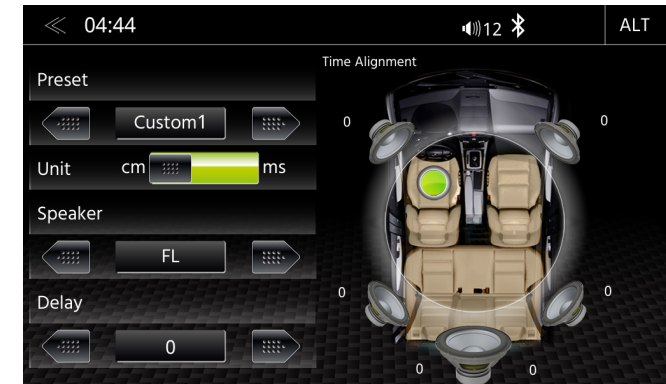 04:44
12
ALT
Time Alignment
Preset
Custom1
Unit
cm
ms
Speaker
FL
Delay
0
0
0
0
0
0
0